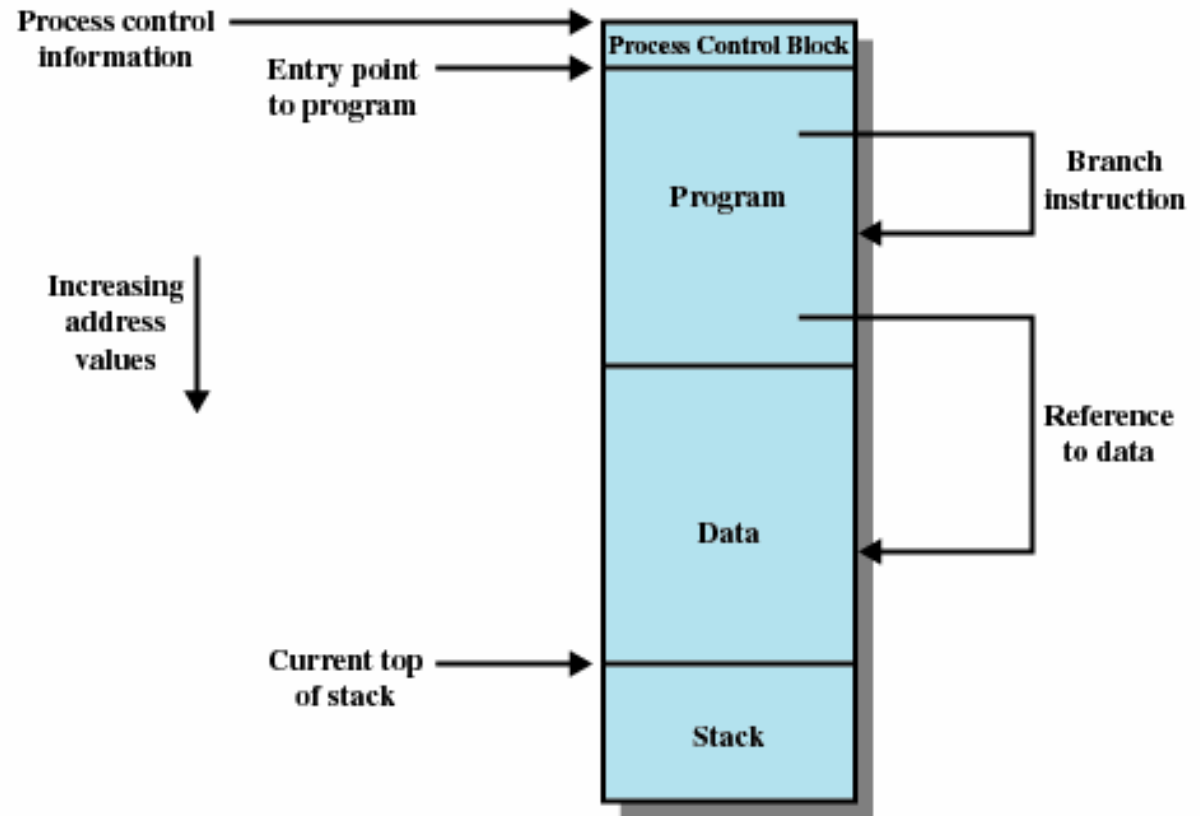 Process control
information
Process Control Block
Entry point
to program
Branch
instruction
Program
Increasing
address
values
Reference
to data
Data
Current top
of stack
Stack